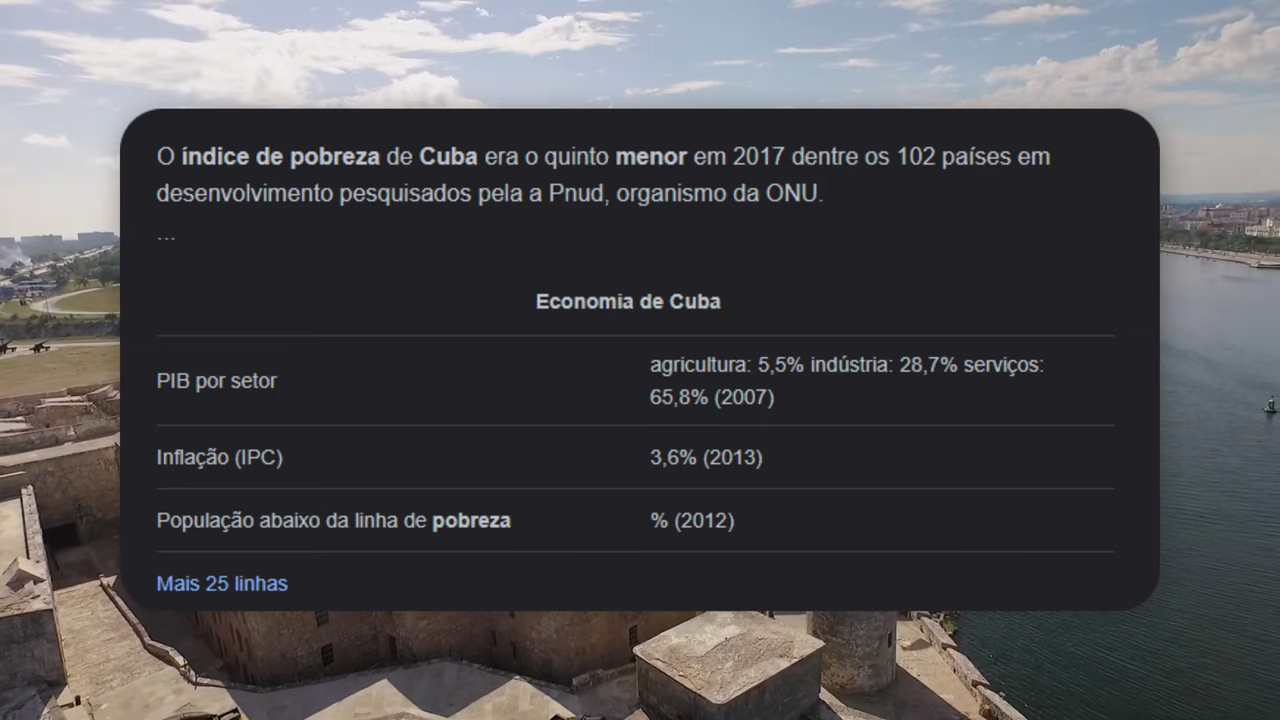 O índice de pobreza de Cuba era o quinto menor em 2017 dentre os 102 países em
desenvolvimento pesquisados pela a Pnud, organismo da ONU.
...
Economia de Cuba
PIB por setor
agricultura: 5,5% indústria: 28,7% serviços:
65,8% (2007)
Inflação (IPC)
3,6% (2013)
População abaixo da linha de pobreza
% (2012)
Mais 25 linhas